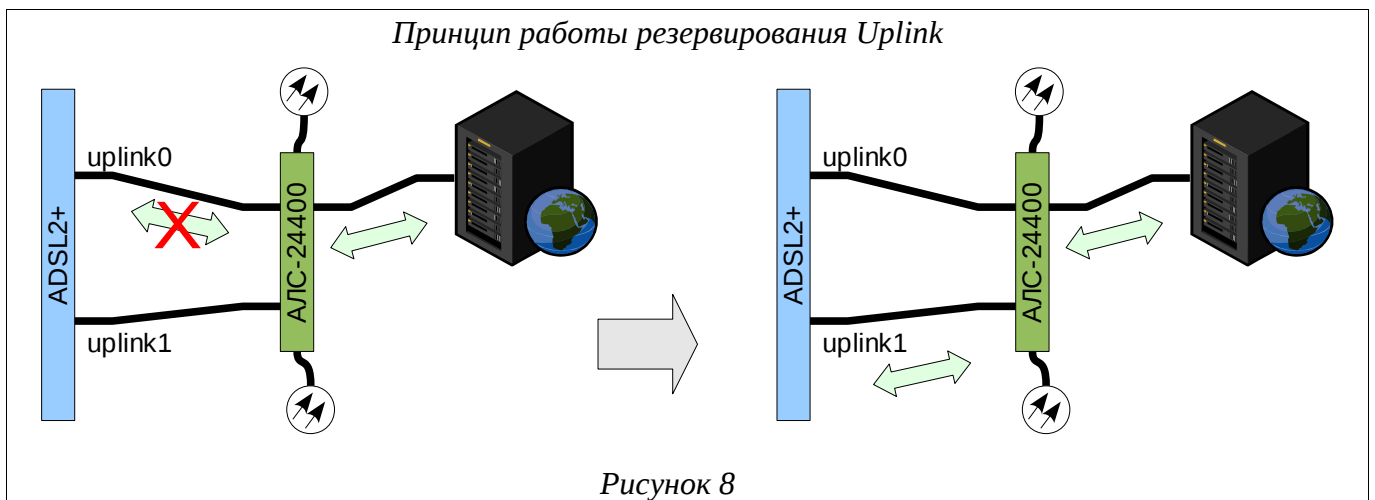 Принцип работы резервирования Uplink
ADSL2+
uplink0
uplink1
АЛС-24400
ADSL2+
uplink0
uplink1
АЛС-24400
Рисунок 8